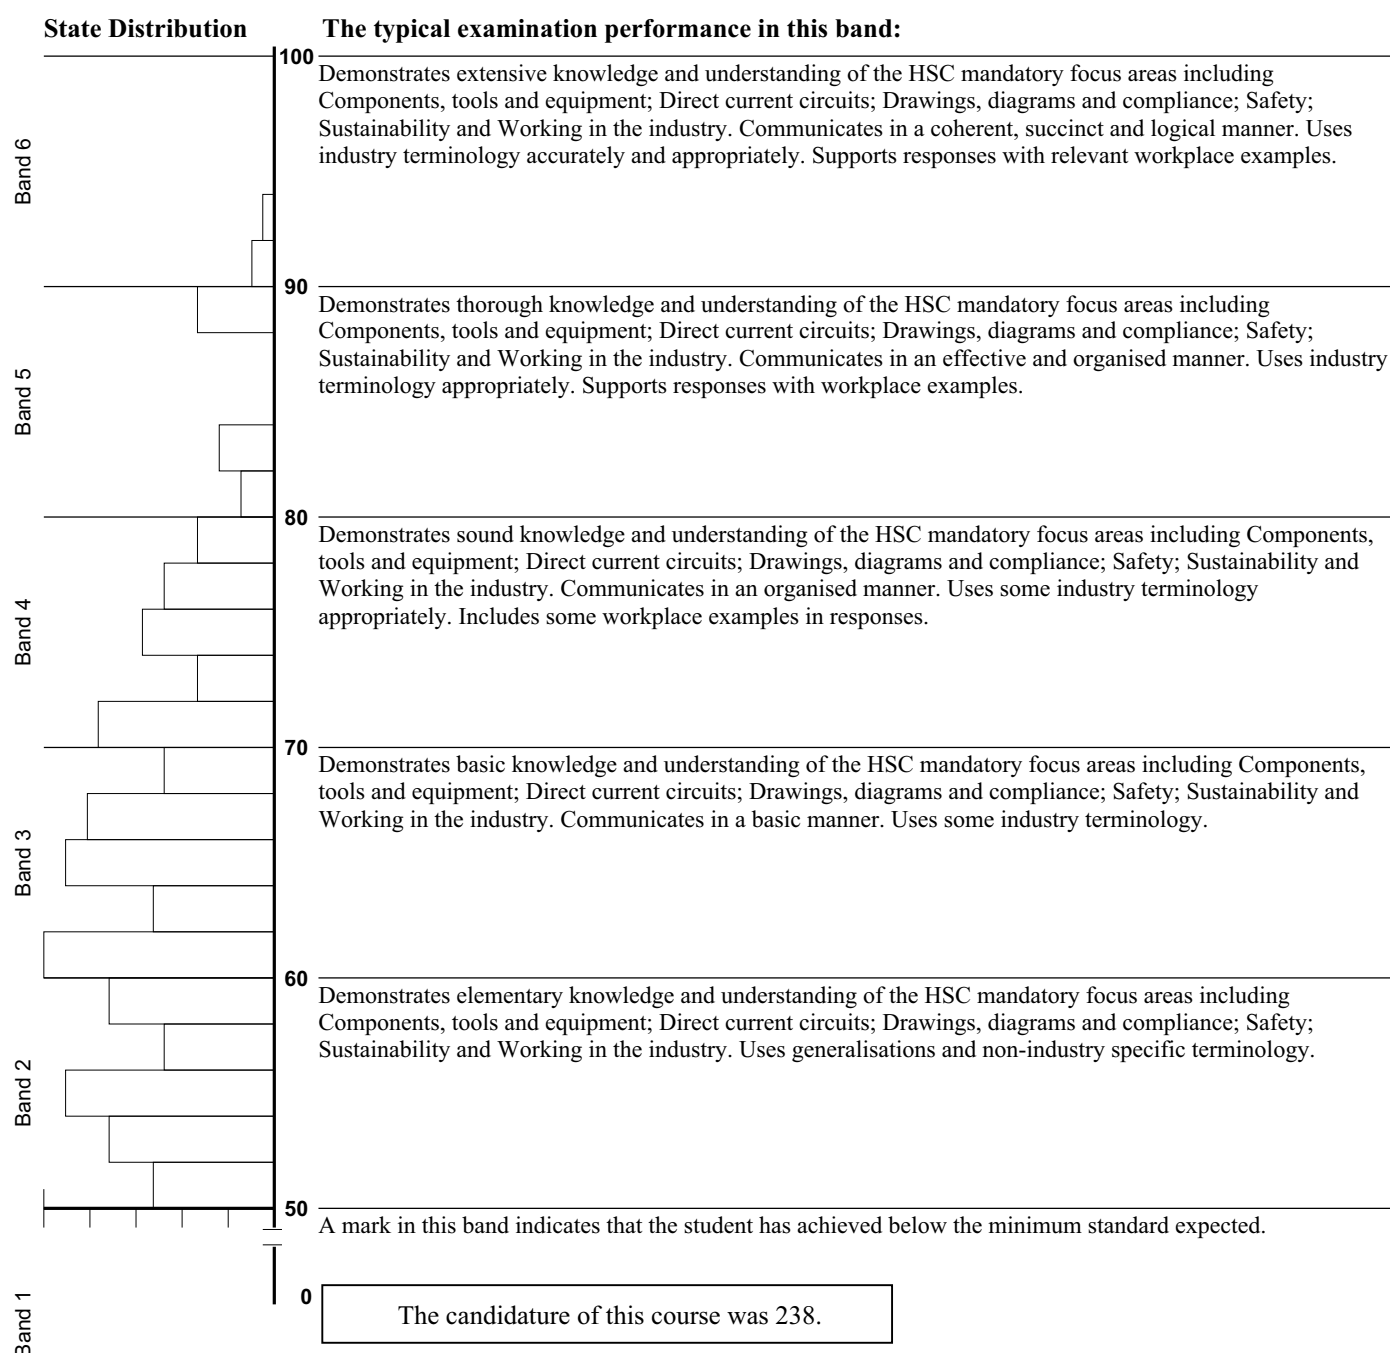 State Distribution
The typical examination performance in this band:
100
Demonstrates extensive knowledge and understanding of the HSC mandatory focus areas including
Components, tools and equipment; Direct current circuits; Drawings, diagrams and compliance; Safety;
Sustainability and Working in the industry. Communicates in a coherent, succinct and logical manner. Uses
industry terminology accurately and appropriately. Supports responses with relevant workplace examples.
Band 6
90
Demonstrates thorough knowledge and understanding of the HSC mandatory focus areas including
Components, tools and equipment; Direct current circuits; Drawings, diagrams and compliance; Safety;
Sustainability and Working in the industry. Communicates in an effective and organised manner. Uses industry
terminology appropriately. Supports responses with workplace examples.
Band 5
80
Demonstrates sound knowledge and understanding of the HSC mandatory focus areas including Components,
tools and equipment; Direct current circuits; Drawings, diagrams and compliance; Safety; Sustainability and
Working in the industry. Communicates in an organised manner. Uses some industry terminology
appropriately. Includes some workplace examples in responses.
Band 4
70
Demonstrates basic knowledge and understanding of the HSC mandatory focus areas including Components,
tools and equipment; Direct current circuits; Drawings, diagrams and compliance; Safety; Sustainability and
Working in the industry. Communicates in a basic manner. Uses some industry terminology.
Band 3
60
Demonstrates elementary knowledge and understanding of the HSC mandatory focus areas including
Components, tools and equipment; Direct current circuits; Drawings, diagrams and compliance; Safety;
Sustainability and Working in the industry. Uses generalisations and non-industry specific terminology.
Band 2
50
A mark in this band indicates that the student has achieved below the minimum standard expected.
0
Band 1
The candidature of this course was 238.